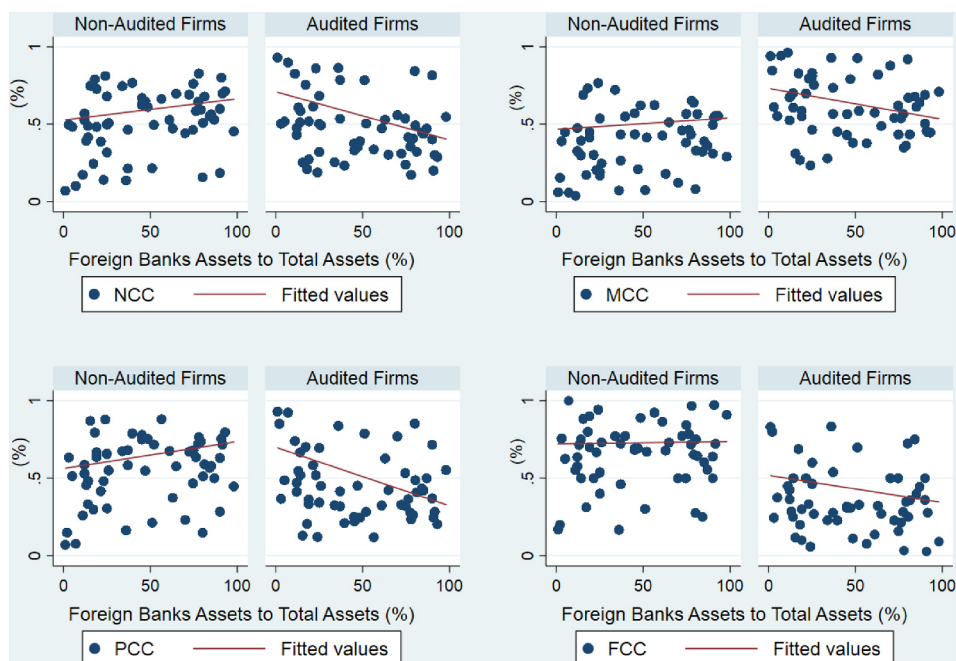 Non-Audited Firms Audited Firms
(%)
1
.5
0
0 50 100 0 50 100
Foreign Banks Assets to Total Assets (%)
NCC Fitted values
Non-Audited Firms Audited Firms
(%)
1
.5
0
0 50 100 0 50 100
Foreign Banks Assets to Total Assets (%)
MCC Fitted values
Non-Audited Firms Audited Firms
(%)
1
.5
0
0 50 100 0 50 100
Foreign Banks Assets to Total Assets (%)
PCC Fitted values
Non-Audited Firms Audited Firms
(%)
1
.5
0
0 50 100 0 50 100
Foreign Banks Assets to Total Assets (%)
FCC Fitted values